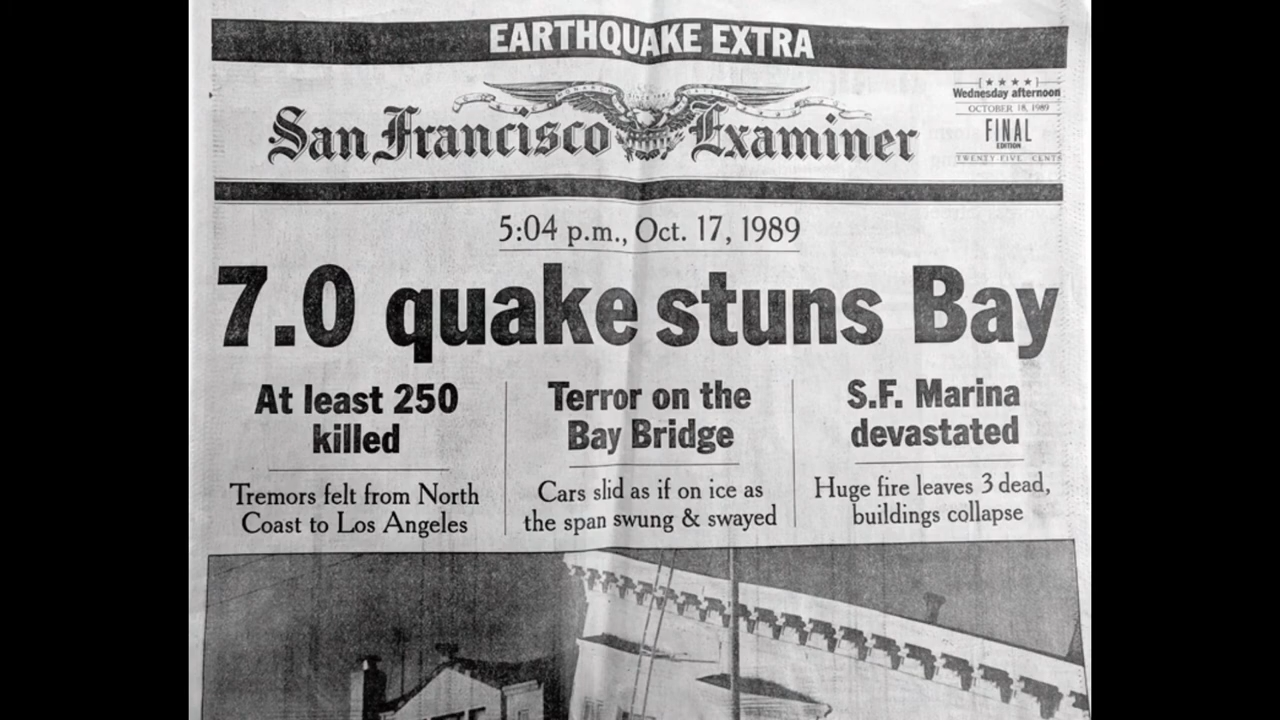 EARTHQUAKE EXTRA
San Francisco Examiner
Wednesday afternoon
OCTOBER 18, 1989
FINAL
EDITION
TWENTY-FIVE CENTS
5:04 p.m., Oct. 17, 1989
7.0 quake stuns Bay
At least 250
killed
Tremors felt from North
Coast to Los Angeles
Terror on the
Bay Bridge
Cars slid as if on ice as
the span swung & swayed
S.F. Marina
devastated
Huge fire leaves 3 dead,
buildings collapse